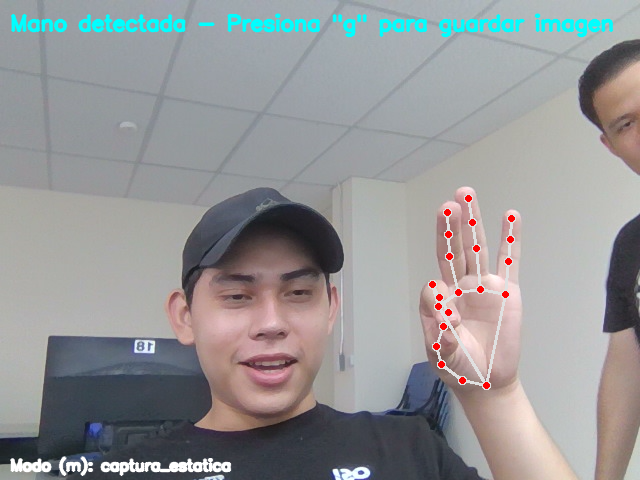 Mano detectada - Presiona "g" para guardar imagen
18
Modo (m): captura_estatica